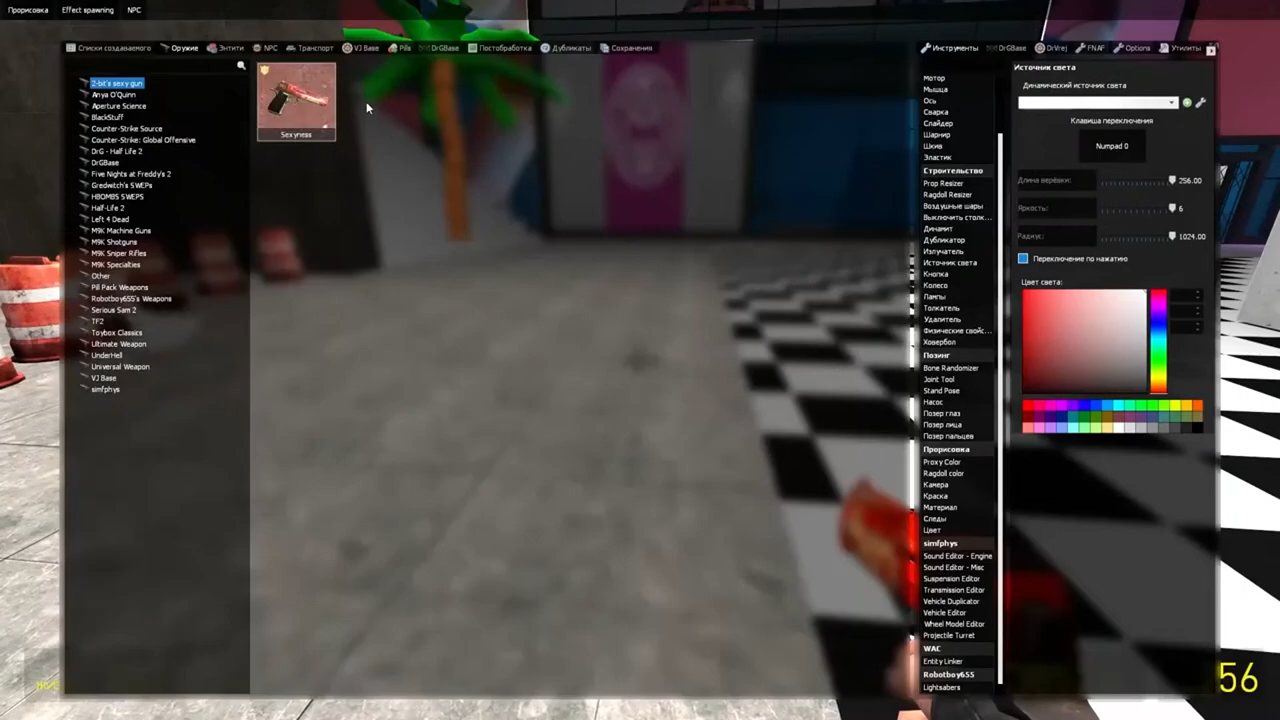 Прорисовка Effect spawning NPC
Списки создаваемого Оружие Энтити NPC Транспорт VJ Base Pills DrGBase Постобработка Дубликаты Сохранения
2-bit's sexy gun
Anya O'Quinn
Aperture Science
BlackStuff
Counter-Strike Source
Counter-Strike: Global Offensive
DrG - Half Life 2
DrGBase
Five Nights at Freddy's 2
Gredwitch's SWEPs
HBOMBS SWEPS
Half-Life 2
Left 4 Dead
M9K Machine Guns
M9K Shotguns
M9K Sniper Rifles
M9K Specialties
Other
Pill Pack Weapons
Robotboy655's Weapons
Serious Sam 2
TF2
Toybox Classics
Ultimate Weapon
UnderHell
Universal Weapon
VJ Base
simfphys
Sexyness
Инструменты DrGBase DrVrej FNAF Options Утилиты
Мотор
Мышца
Ось
Сварка
Слайдер
Шарнир
Шкив
Эластик
Строительство
Prop Resizer
Ragdoll Resizer
Воздушные шары
Выключить столк...
Динамит
Дубликатор
Излучатель
Источник света
Кнопка
Колесо
Лампы
Толкатель
Удалитель
Физические свойс...
Ховербол
Позинг
Bone Randomizer
Joint Tool
Stand Pose
Насос
Позер глаз
Позер лица
Позер пальцев
Прорисовка
Proxy Color
Ragdoll color
Камера
Краска
Материал
Следы
Цвет
simfphys
Sound Editor - Engine
Sound Editor - Misc
Suspension Editor
Transmission Editor
Vehicle Duplicator
Vehicle Editor
Wheel Model Editor
Projectile Turret
WAC
Entity Linker
Robotboy655
Lightsabers
Источник света
Динамический источник света
Клавиша переключения
Numpad 0
Длина верёвки: 256.00
Яркость: 6
Радиус: 1024.00
Переключение по нажатию
Цвет света:
56